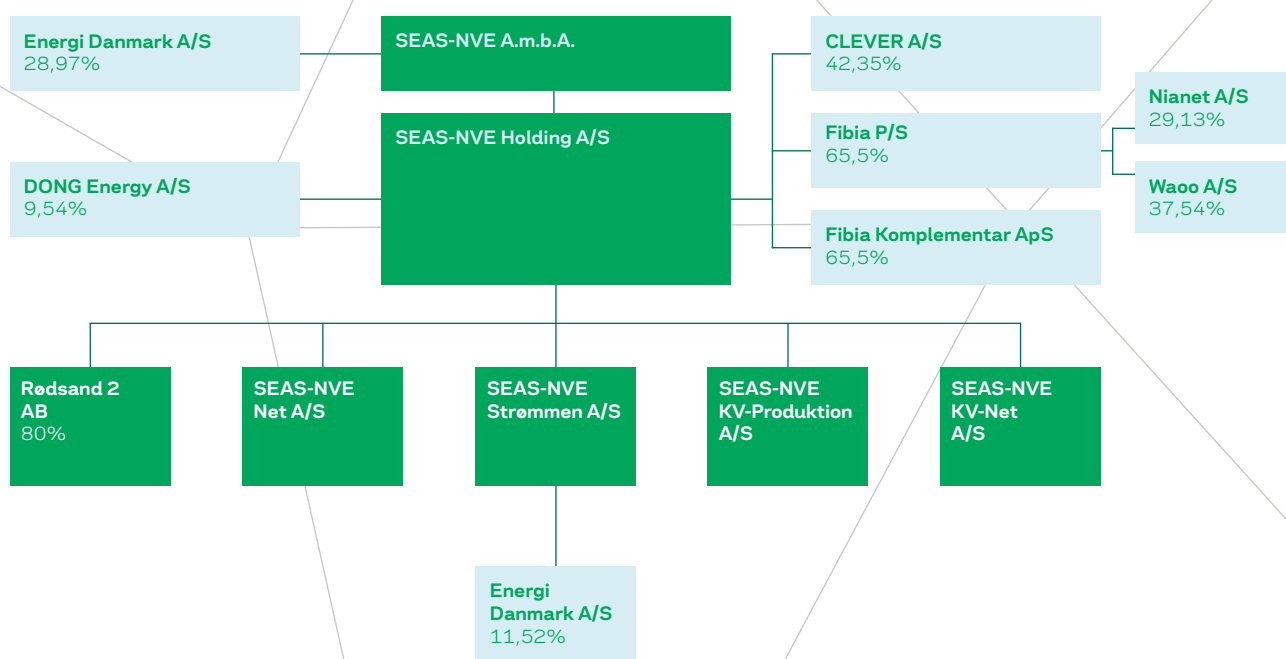 Energi Danmark A/S
28,97%
SEAS-NVE A.m.b.A.
CLEVER A/S
42,35%
Nianet A/S
29,13%
SEAS-NVE Holding A/S
Fibia P/S
65,5%
DONG Energy A/S
9,54%
Waoo A/S
37,54%
Fibia Komplementar ApS
65,5%
Rødsand 2
AB
80%
SEAS-NVE
Net A/S
SEAS-NVE
Strømmen A/S
SEAS-NVE
KV-Produktion
A/S
SEAS-NVE
KV-Net
A/S
Energi
Danmark A/S
11,52%